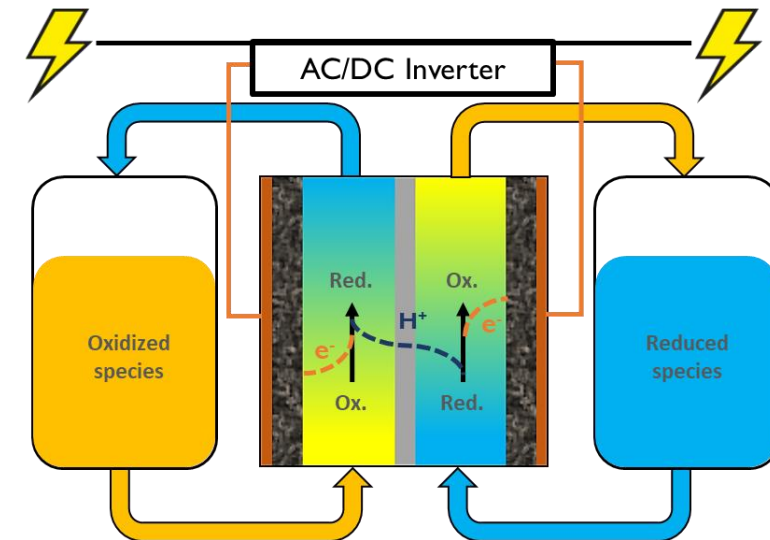 AC/DC Inverter
Red.
Ox.
H+
e-
e-
Oxidized
species
Reduced
species
Ox.
Red.